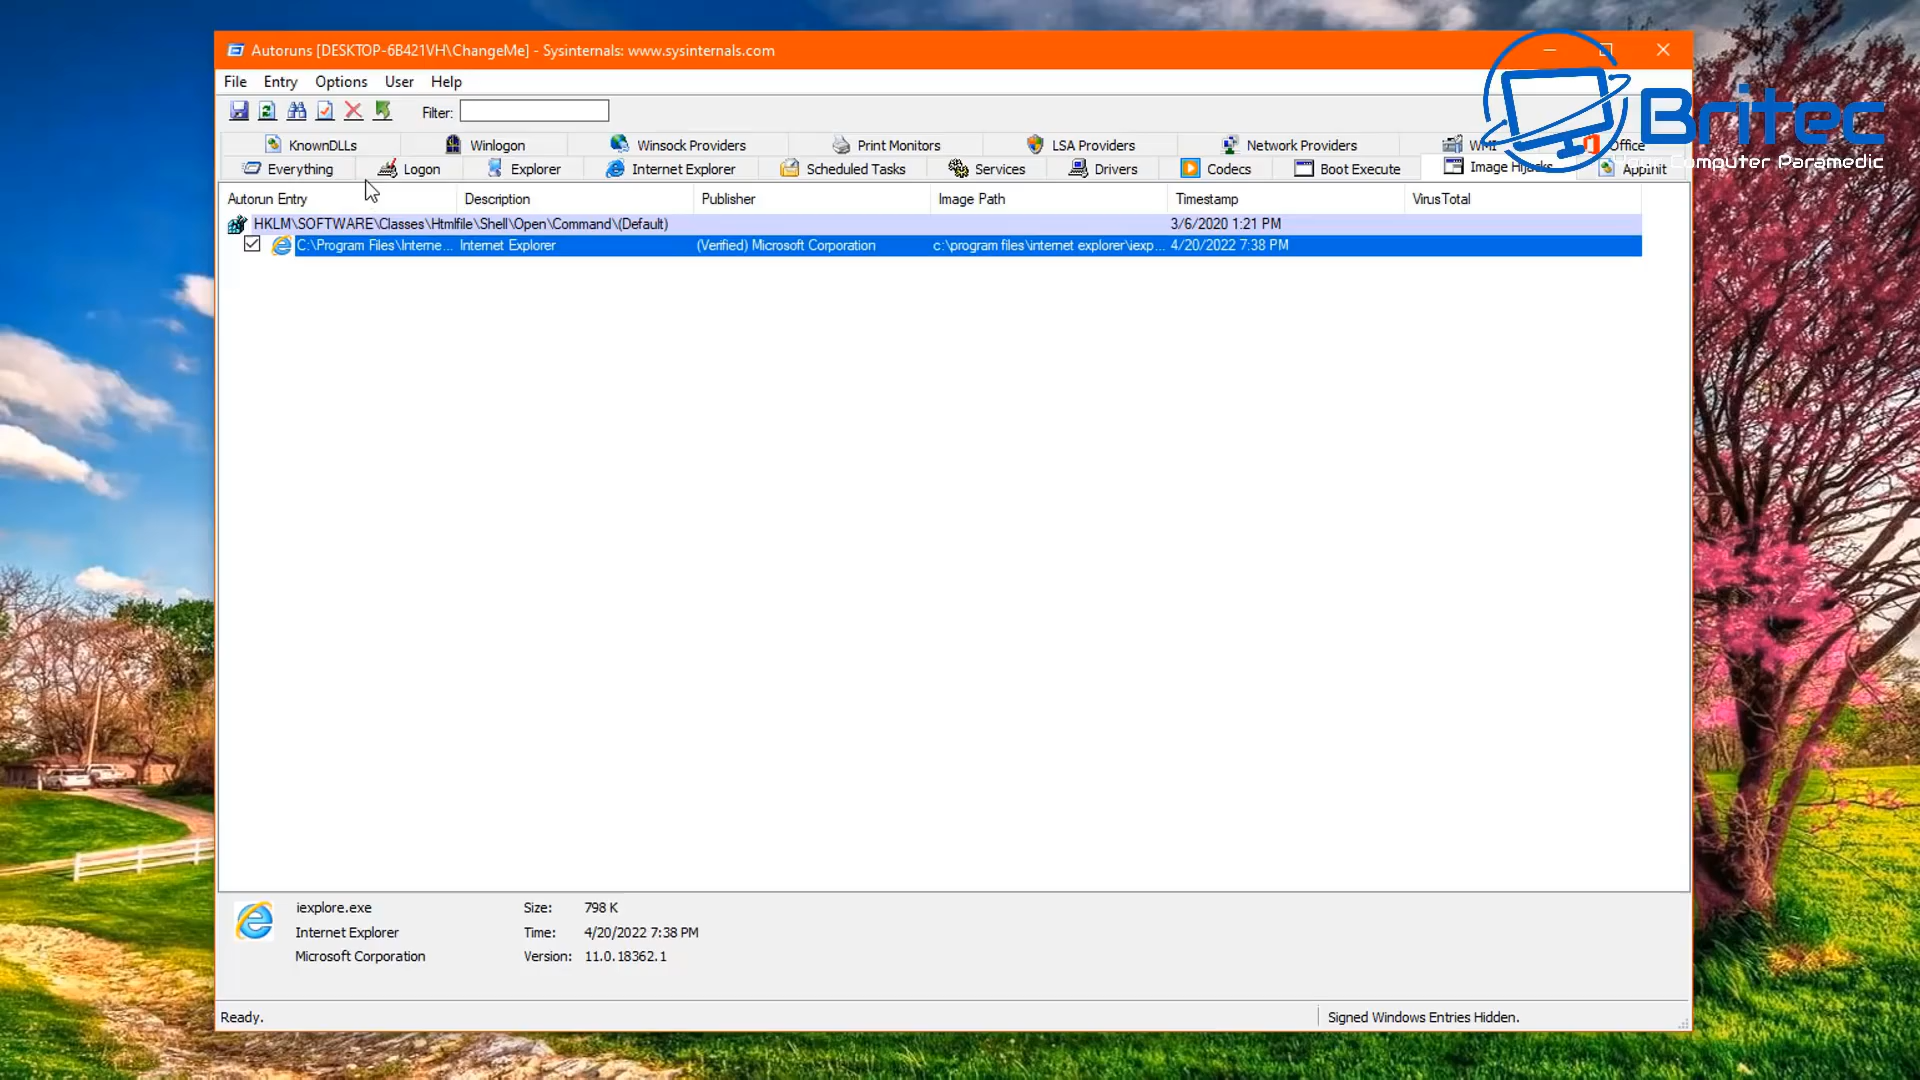 Autoruns [DESKTOP-6B421VH\ChangeMe] - Sysinternals: www.sysinternals.com
File Entry Options User Help
Filter:
KnownDLLs Winlogon Winsock Providers Print Monitors LSA Providers Network Providers WMI Office
Everything Logon Explorer Internet Explorer Scheduled Tasks Services Drivers Codecs Boot Execute Image Hijacks AppInit
Britec
Your Computer Paramedic
Autorun Entry Description Publisher Image Path Timestamp VirusTotal
HKLM\SOFTWARE\Classes\Htmlfile\Shell\Open\Command\(Default) 3/6/2020 1:21 PM
C:\Program Files\Interne... Internet Explorer (Verified) Microsoft Corporation c:\program files\internet explorer\iexp... 4/20/2022 7:38 PM
iexplore.exe Size: 798 K
Internet Explorer Time: 4/20/2022 7:38 PM
Microsoft Corporation Version: 11.0.18362.1
Ready. Signed Windows Entries Hidden.